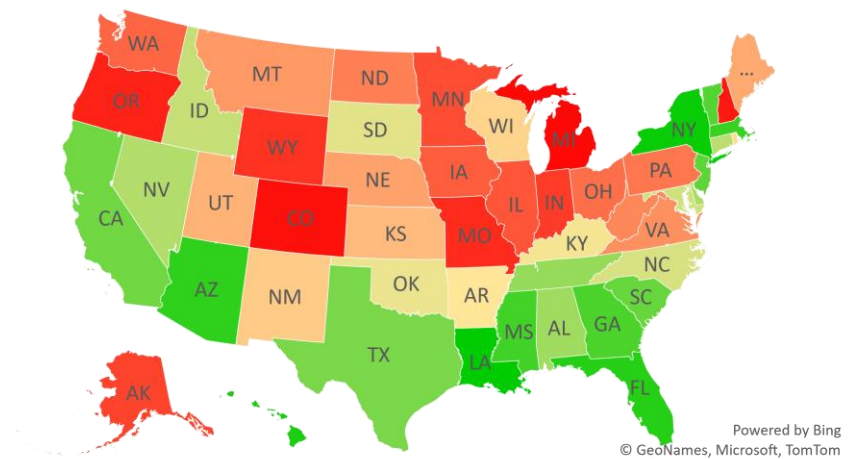 WA
MT
ND
MN
...
OR
ID
SD
WI
MI
NY
WY
IA
PA
NE
NV
UT
CO
IL
IN
OH
CA
KS
MO
KY
VA
AZ
NM
OK
AR
NC
TX
MS
AL
GA
SC
LA
FL
AK
Powered by Bing
© GeoNames, Microsoft, TomTom